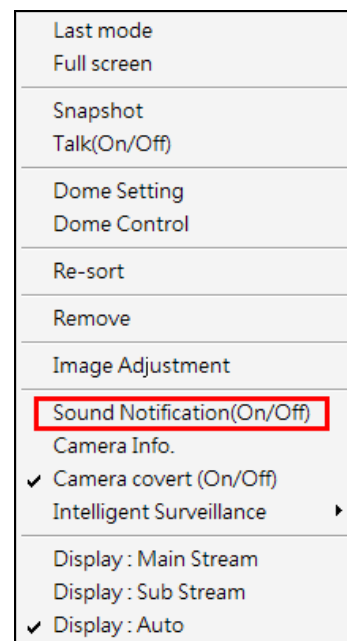 Last mode
Full screen
Snapshot
Talk(On/Off)
Dome Setting
Dome Control
Re-sort
Remove
Image Adjustment
Sound Notification(On/Off)
Camera Info.
Camera covert (On/Off)
Intelligent Surveillance
Display : Main Stream
Display : Sub Stream
Display : Auto